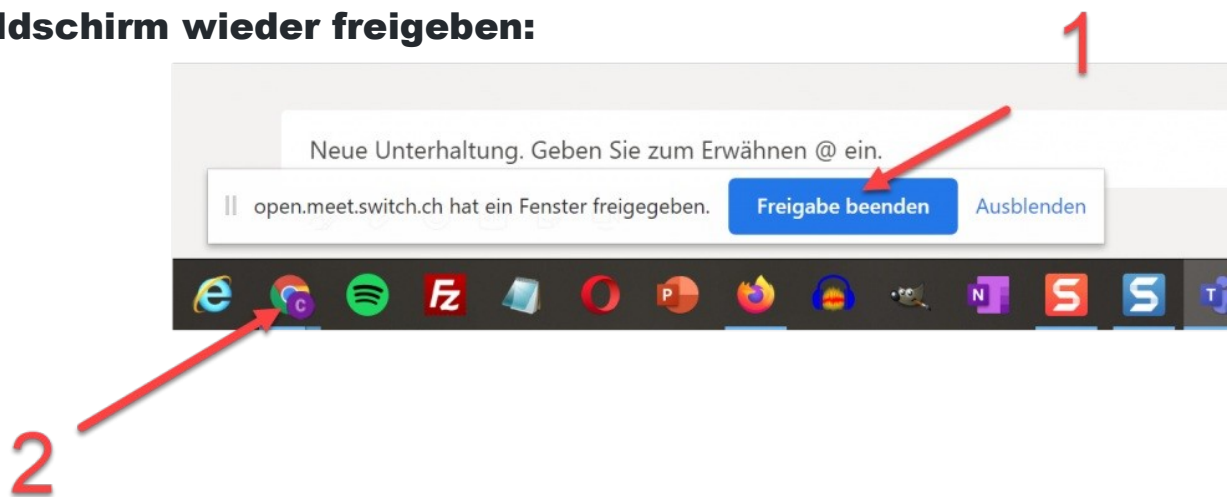 ldschirm wieder freigeben:
1
Neue Unterhaltung. Geben Sie zum Erwähnen @ ein.
open.meet.switch.ch hat ein Fenster freigegeben. Freigabe beenden Ausblenden
C Fz P N S S T
2